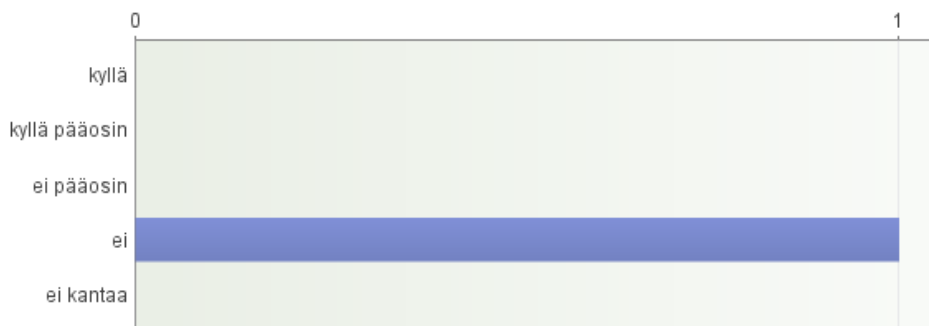 0 1
kyllä
kyllä pääosin
ei pääosin
ei
ei kantaa